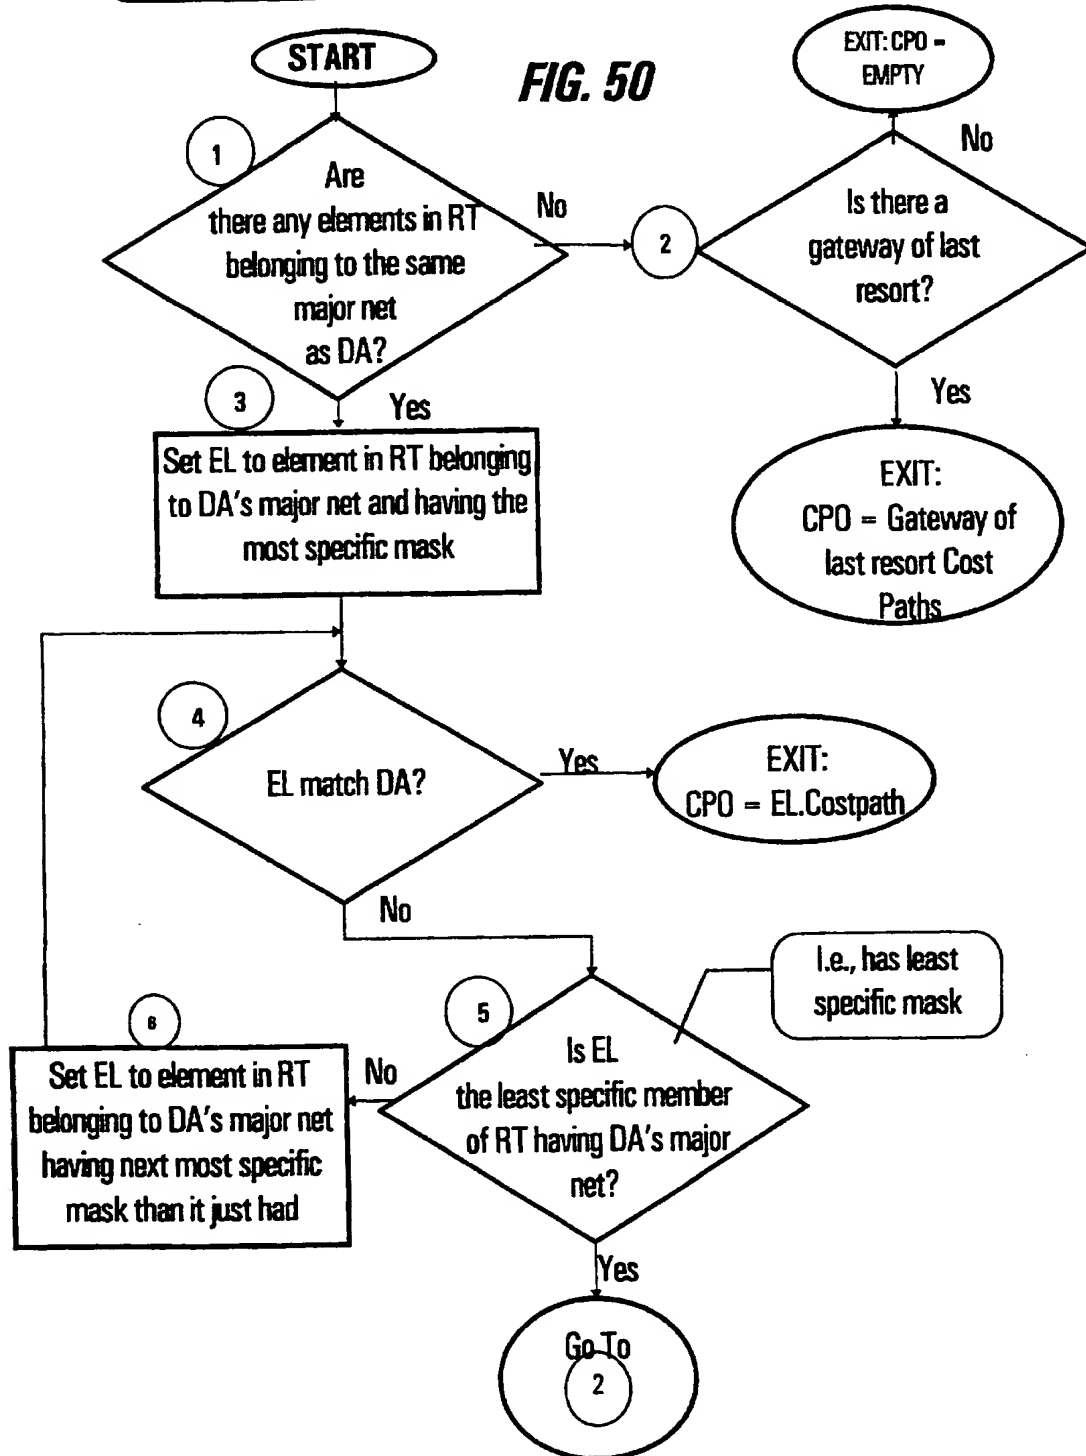 START
FIG. 50
EXIT: CPO =
EMPTY
1
Are
there any elements in RT
belonging to the same
major net
as DA?
No
2
Is there a
gateway of last
resort?
No
Yes
EXIT:
CPO = Gateway of
last resort Cost
Paths
3
Yes
Set EL to element in RT belonging
to DA's major net and having the
most specific mask
4
EL match DA?
Yes
EXIT:
CPO = EL.Costpath
No
I.e., has least
specific mask
5
Is EL
the least specific member
of RT having DA's major
net?
6
No
Set EL to element in RT
belonging to DA's major net
having next most specific
mask than it just had
Yes
Go To
2